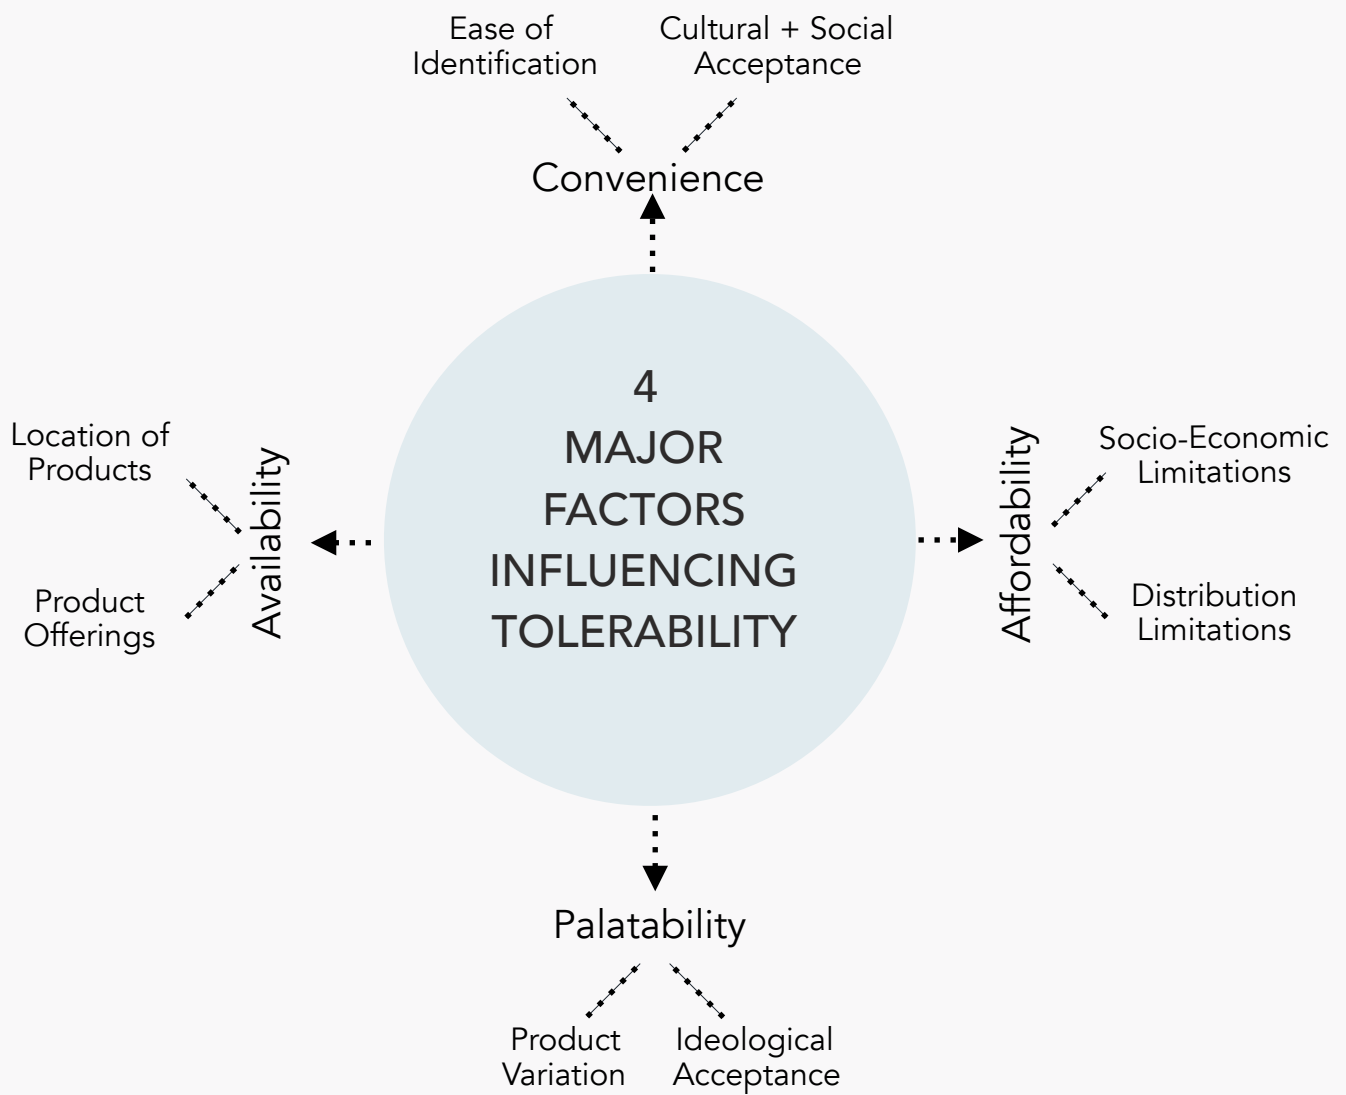 Ease of
Identification
Cultural + Social
Acceptance
Convenience
4
MAJOR
FACTORS
INFLUENCING
TOLERABILITY
Location of
Products
Product
Offerings
Availability
Affordability
Socio-Economic
Limitations
Distribution
Limitations
Palatability
Product
Variation
Ideological
Acceptance